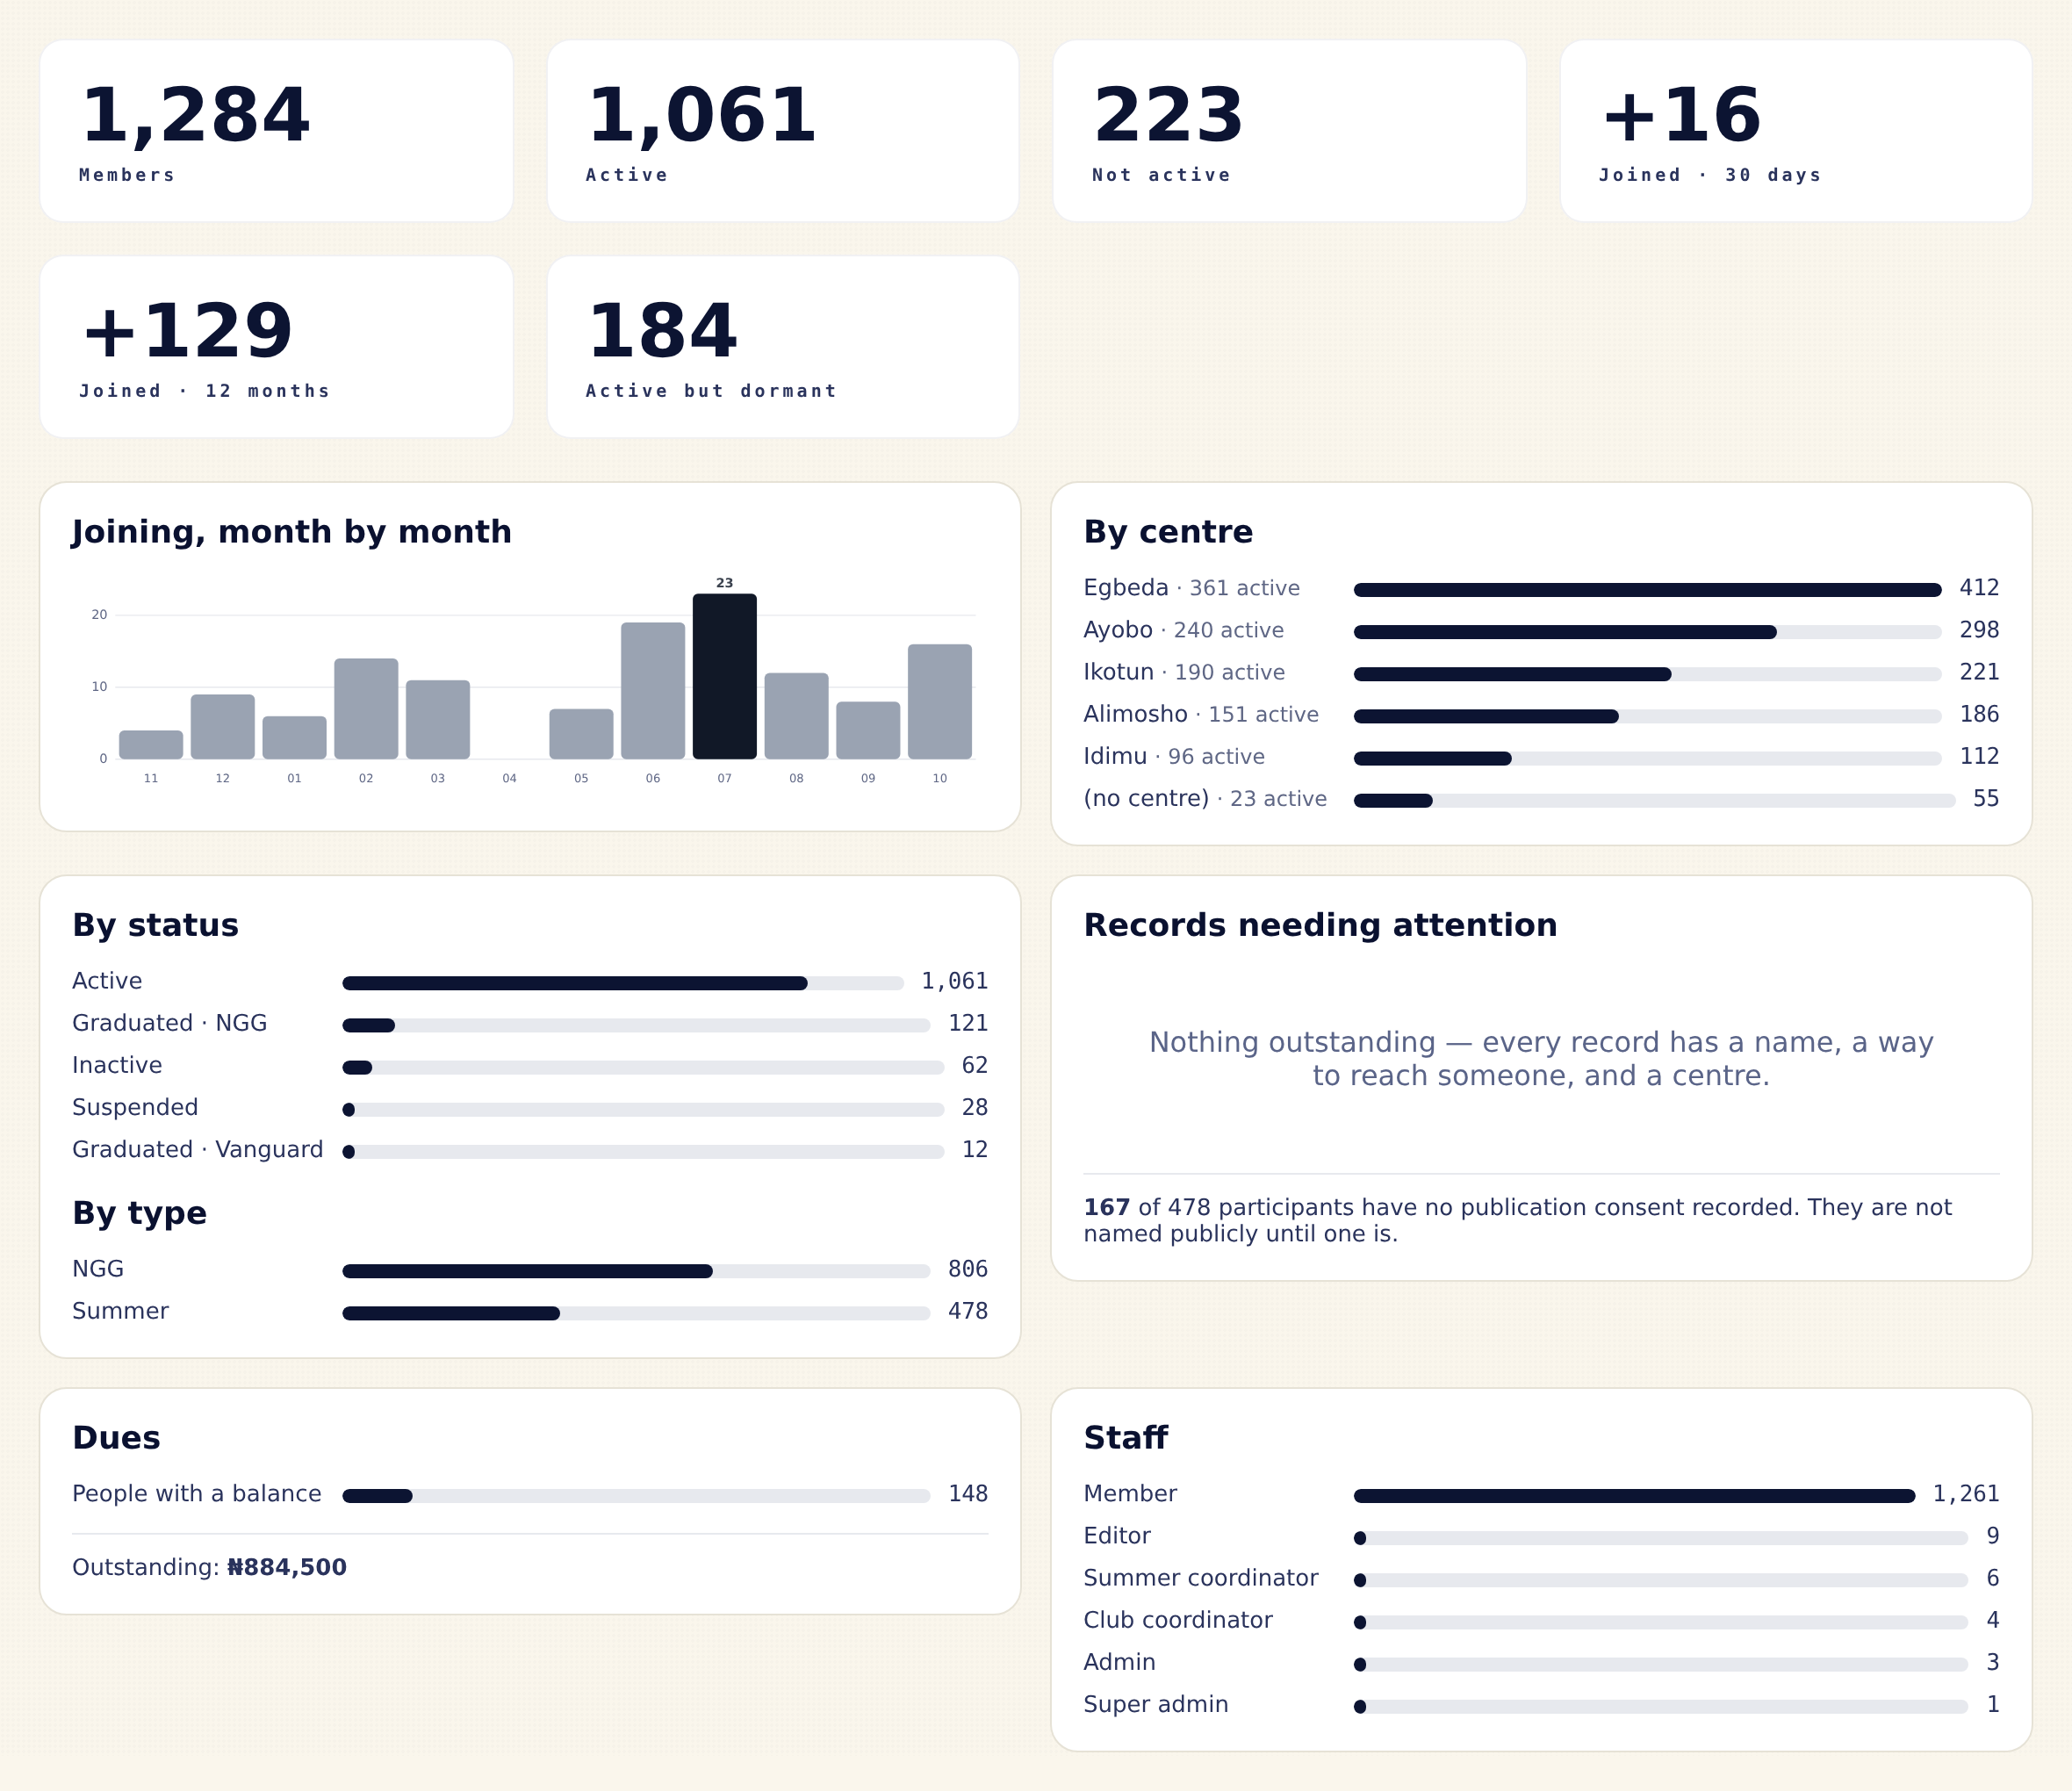 1,284
Members
1,061
Active
223
Not active
+16
Joined · 30 days
+129
Joined · 12 months
184
Active but dormant
Joining, month by month
23
20
10
0
11 12 01 02 03 04 05 06 07 08 09 10
By centre
Egbeda · 361 active 412
Ayobo · 240 active 298
Ikotun · 190 active 221
Alimosho · 151 active 186
Idimu · 96 active 112
(no centre) · 23 active 55
By status
Active 1,061
Graduated · NGG 121
Inactive 62
Suspended 28
Graduated · Vanguard 12
By type
NGG 806
Summer 478
Records needing attention
Nothing outstanding — every record has a name, a way
to reach someone, and a centre.
167 of 478 participants have no publication consent recorded. They are not
named publicly until one is.
Dues
People with a balance 148
Outstanding: ₦884,500
Staff
Member 1,261
Editor 9
Summer coordinator 6
Club coordinator 4
Admin 3
Super admin 1